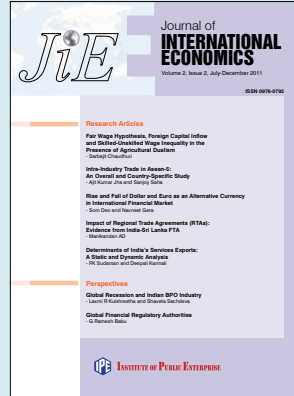 JiE
Journal of
INTERNATIONAL
ECONOMICS
Volume 2, Issue 2, July-December 2011
ISSN 0976-0792
Research Articles
Fair Wage Hypothesis, Foreign Capital Inflow
and Skilled-Unskilled Wage Inequality in the
Presence of Agricultural Dualism
- Sarbajit Chaudhuri
Intra-Industry Trade in Asean-5:
An Overall and Country-Specific Study
- Ajit Kumar Jha and Sanjoy Saha
Rise and Fall of Dollar and Euro as an Alternative Currency
in International Financial Market
- Som Deo and Navneet Gera
Impact of Regional Trade Agreements (RTAs):
Evidence from India-Sri Lanka FTA
- Manikandan AD
Determinants of India's Services Exports:
A Static and Dynamic Analysis
- PK Sudarsan and Deepali Karmali
Perspectives
Global Recession and Indian BPO Industry
- Laxmi R Kulshrestha and Shaveta Sachdeva
Global Financial Regulatory Authorities
- G Ramesh Babu
IPE INSTITUTE OF PUBLIC ENTERPRISE